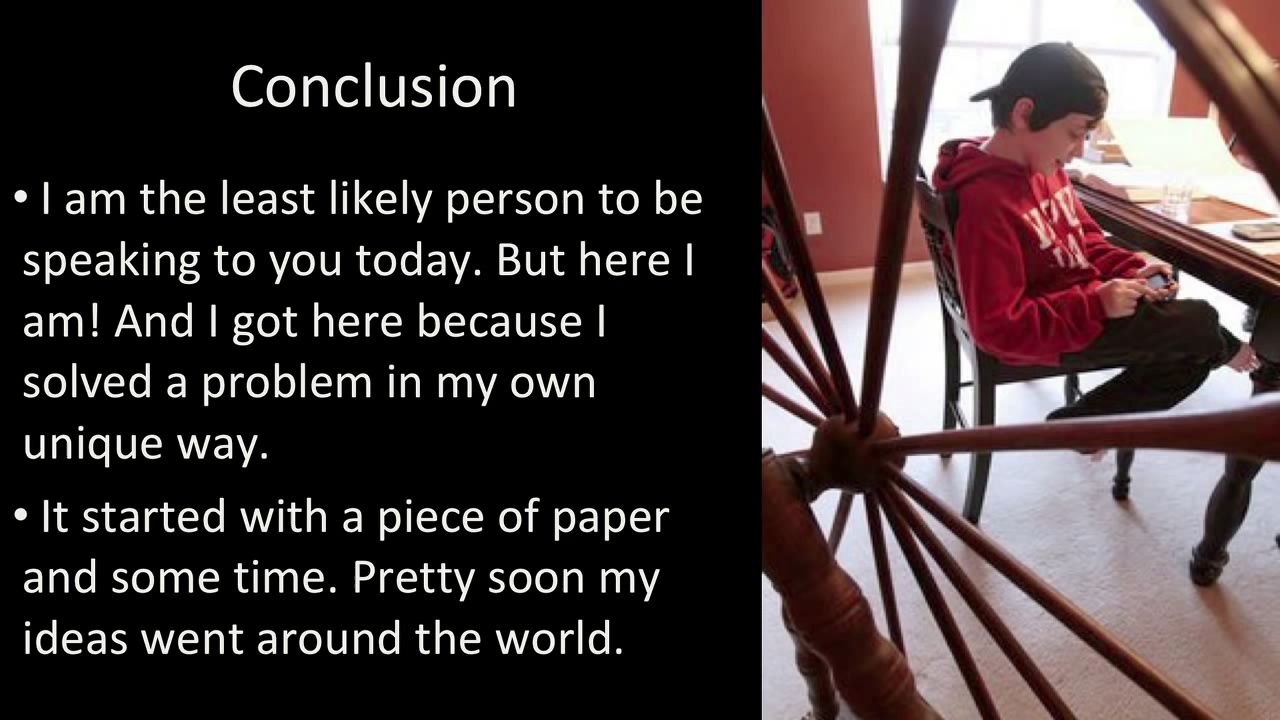 Conclusion
• I am the least likely person to be
speaking to you today. But here I
am! And I got here because I
solved a problem in my own
unique way.
• It started with a piece of paper
and some time. Pretty soon my
ideas went around the world.